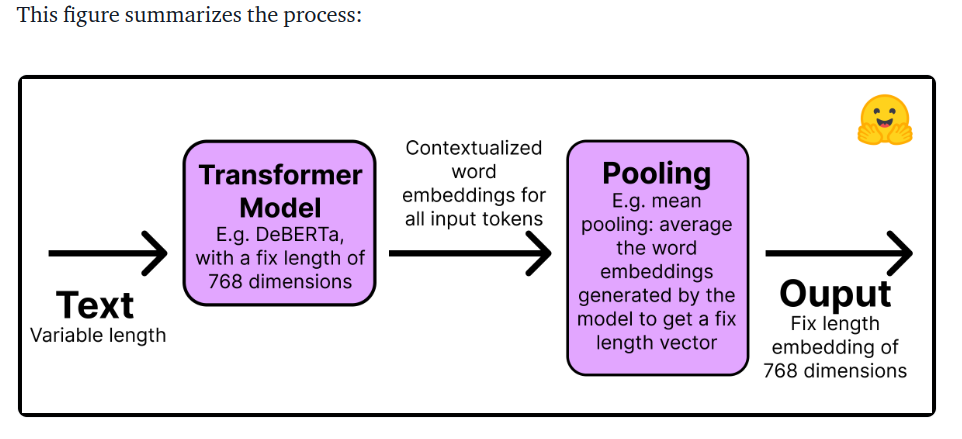 This figure summarizes the process:
Text
Variable length
Transformer
Model
E.g. DeBERTa,
with a fix length of
768 dimensions
Contextualized
word
embeddings for
all input tokens
Pooling
E.g. mean
pooling: average
the word
embeddings
generated by the
model to get a fix
length vector
Ouput
Fix length
embedding of
768 dimensions